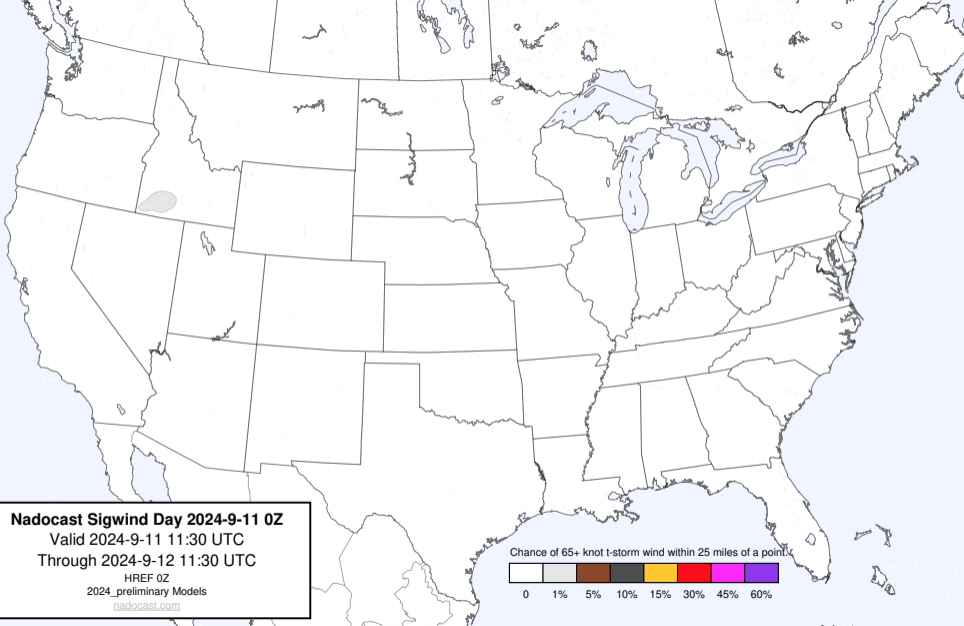 Nadocast Sigwind Day 2024-9-11 0Z
Valid 2024-9-11 11:30 UTC
Through 2024-9-12 11:30 UTC
HREF 0Z
2024_preliminary Models
nadocast.com
Chance of 65+ knot t-storm wind within 25 miles of a point.
0 1% 5% 10% 15% 30% 45% 60%